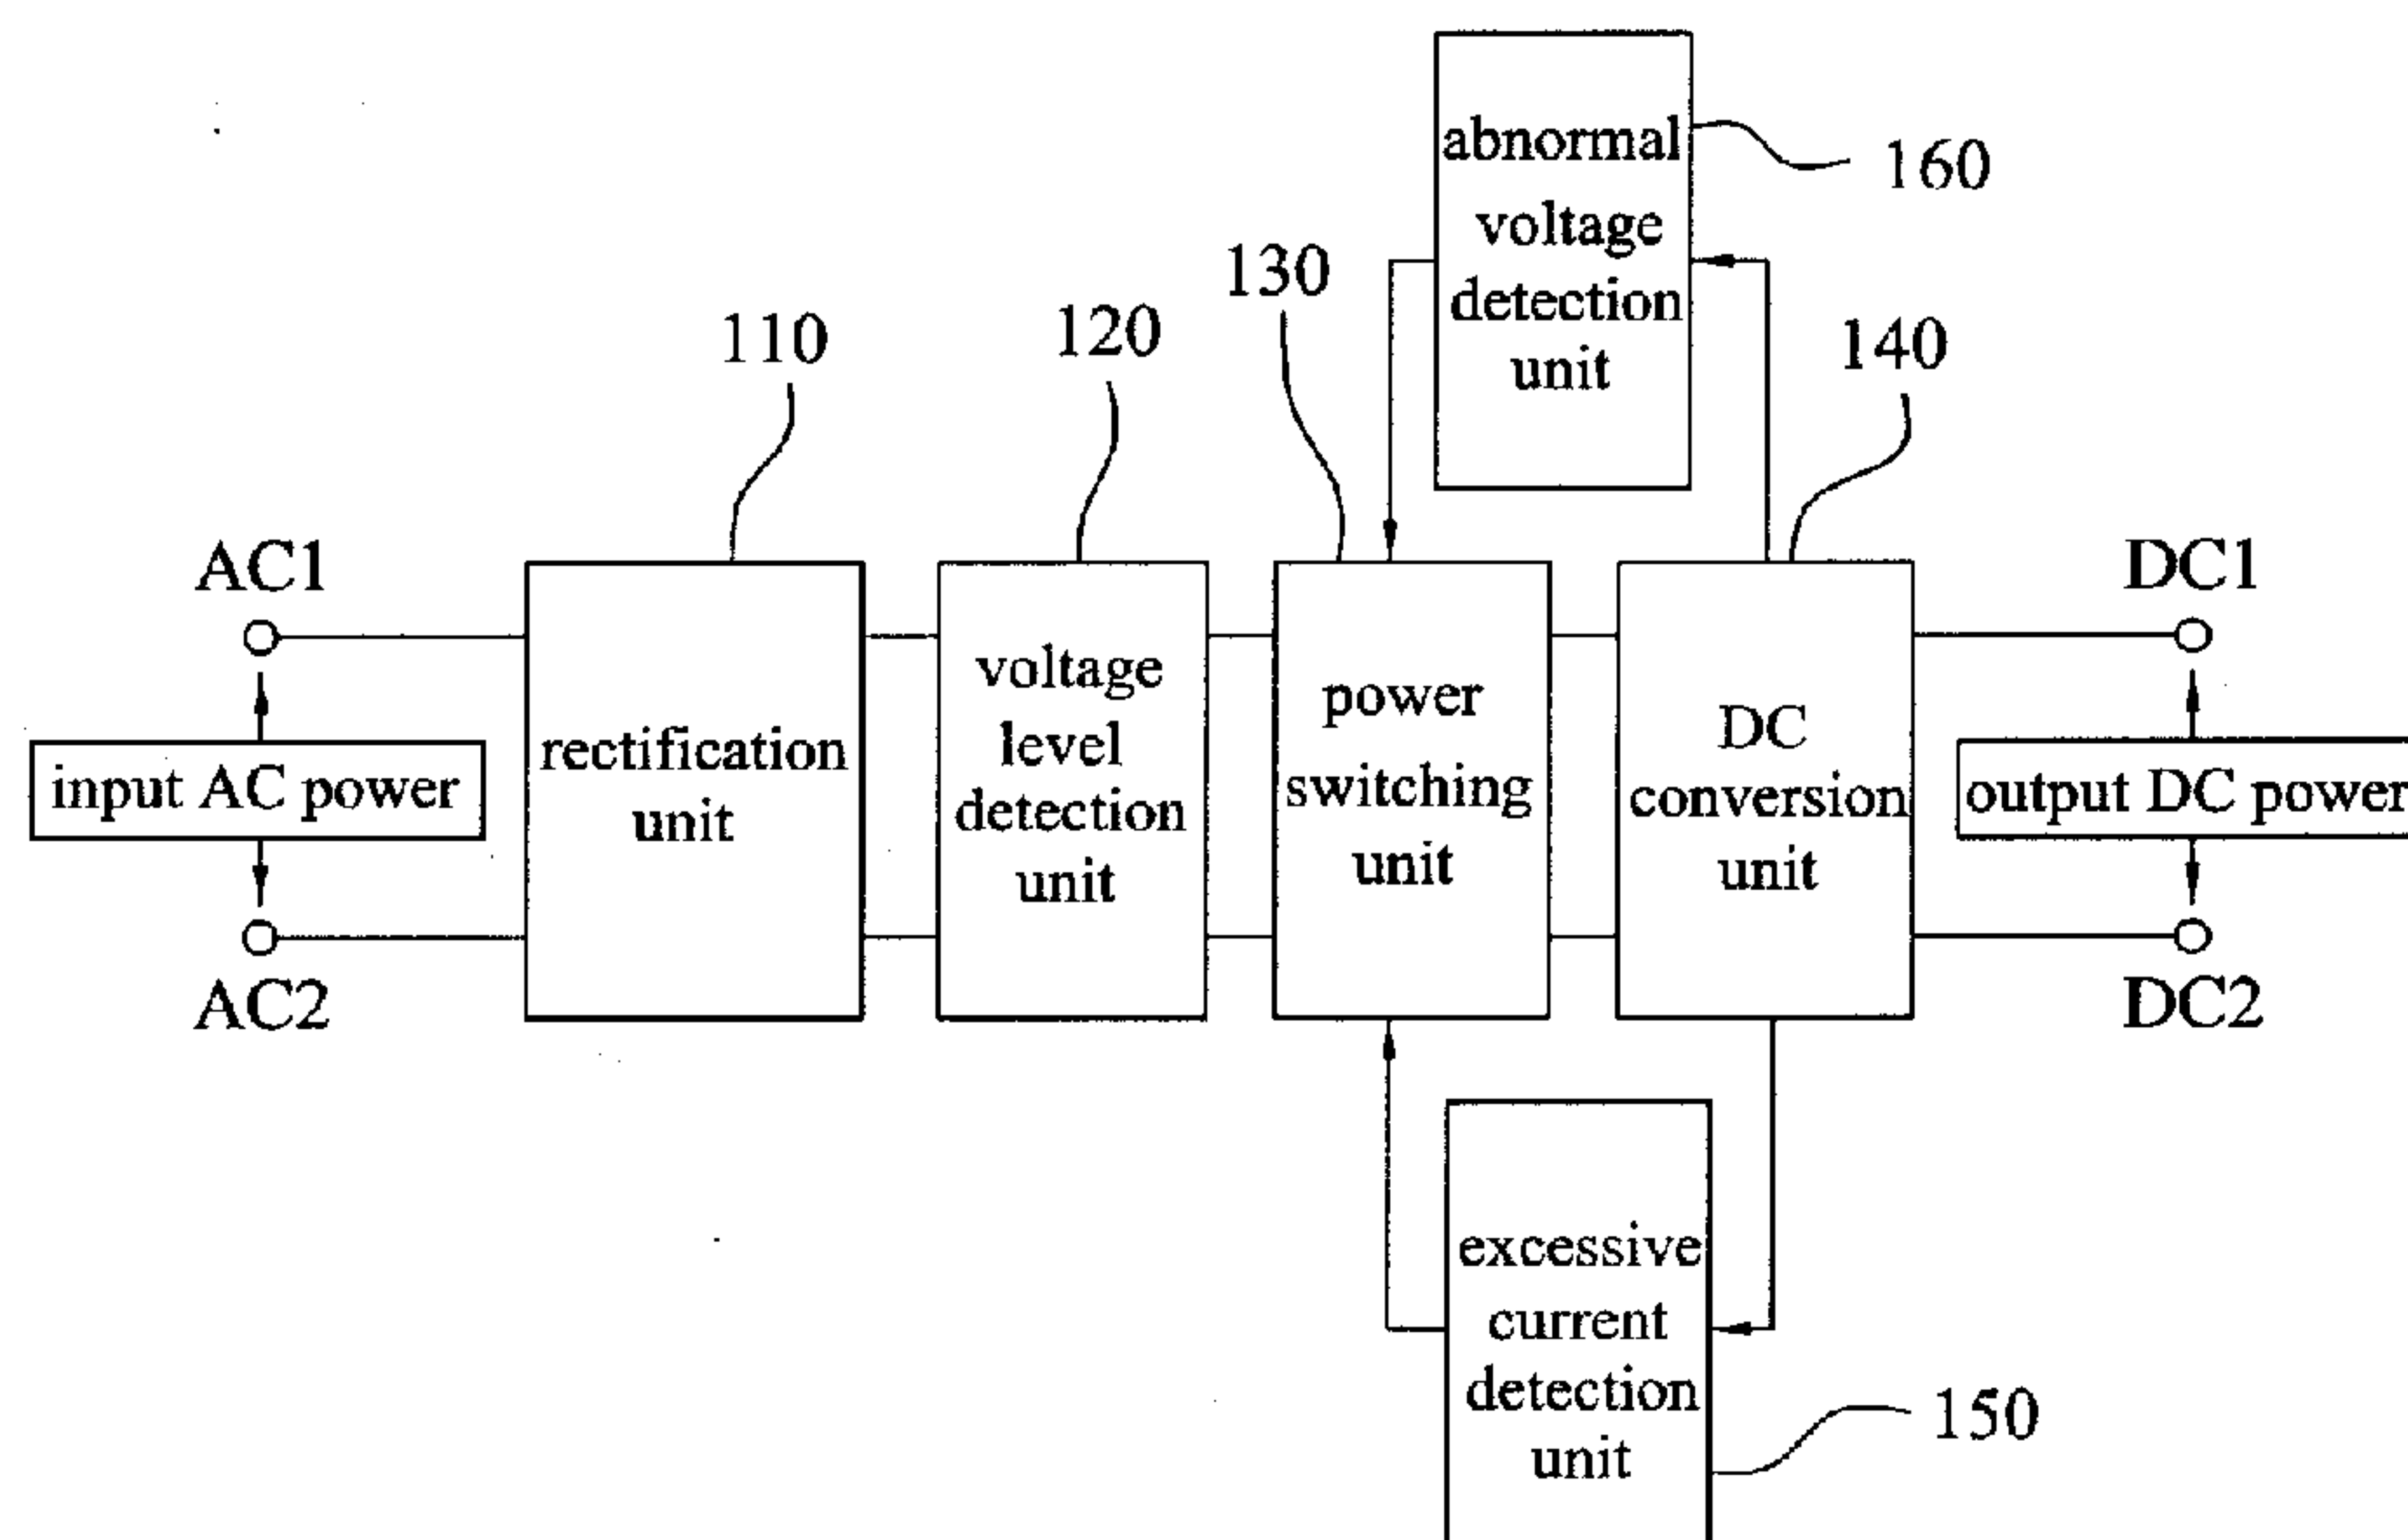 abnormal
voltage
detection
unit
160
130
120
110
140
AC1
DC1
input AC power
rectification
unit
voltage
level
detection
unit
power
switching
unit
DC
conversion
unit
output DC power
AC2
DC2
excessive
current
detection
unit
150